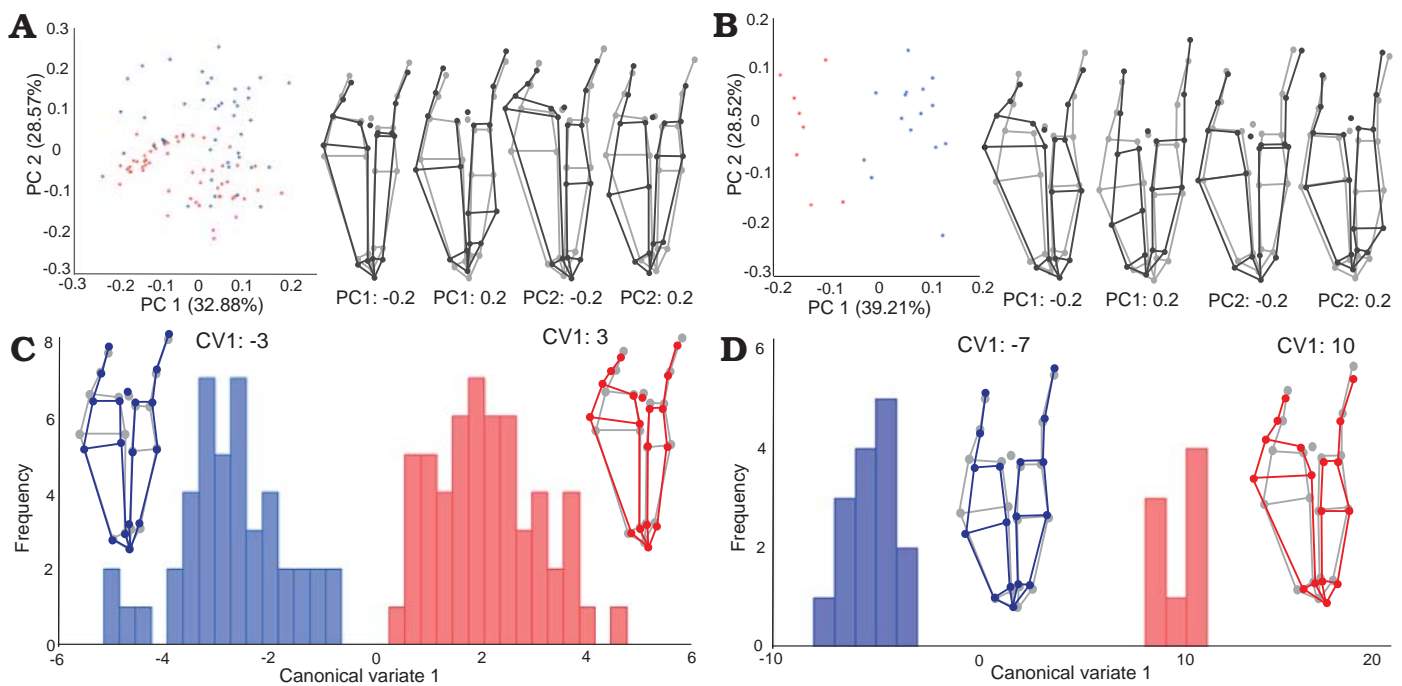 A
PC 2 (28.57%)
0.3
0.2
0.1
0
-0.1
-0.2
-0.3
-0.3
-0.2
-0.1
0
0.1
0.2
PC 1 (32.88%)
PC1: -0.2
PC1: 0.2
PC2: -0.2
PC2: 0.2
B
PC 2 (28.52%)
0.2
0.1
0
-0.1
-0.2
-0.3
-0.2
-0.1
0
0.1
0.2
PC 1 (39.21%)
PC1: -0.2
PC1: 0.2
PC2: -0.2
PC2: 0.2
C
CV1: -3
CV1: 3
Frequency
8
6
4
2
0
-6
-4
-2
0
2
4
6
Canonical variate 1
D
CV1: -7
CV1: 10
Frequency
6
4
2
0
-10
0
10
20
Canonical variate 1